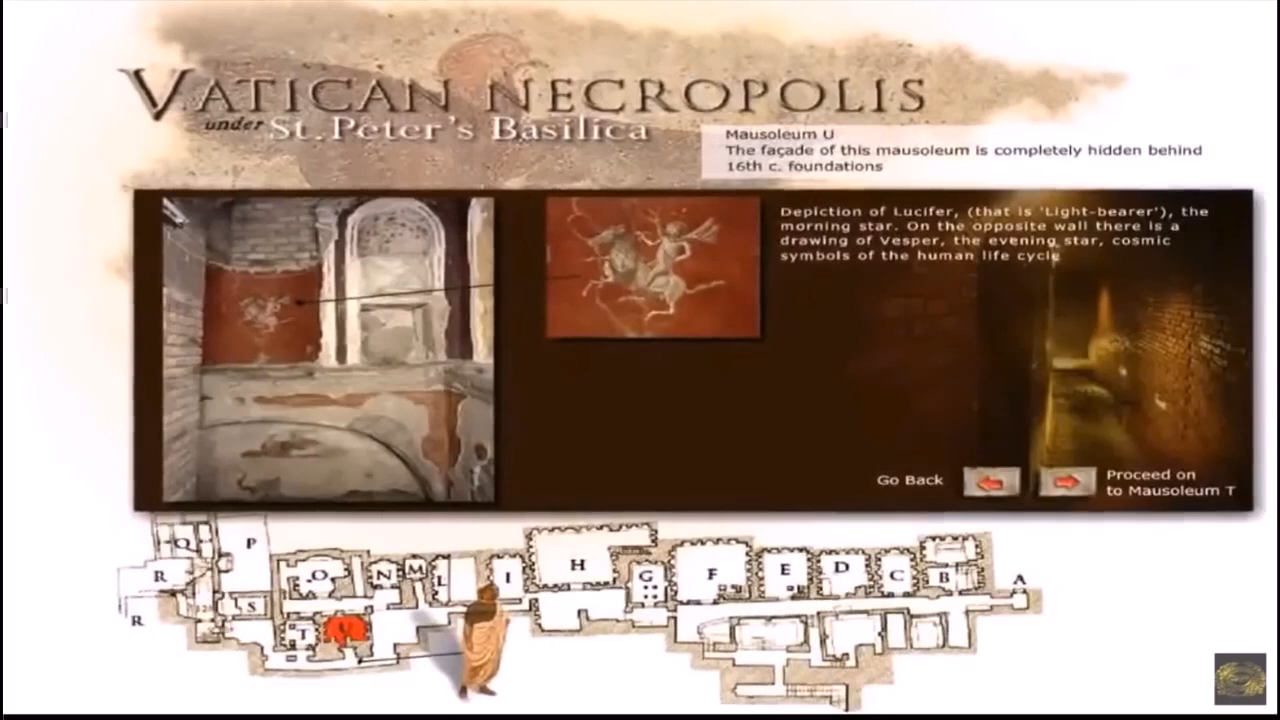 VATICAN NECROPOLIS
under St. Peter's Basilica
Mausoleum U
The façade of this mausoleum is completely hidden behind
16th c. foundations
Depiction of Lucifer, (that is 'Light-bearer'), the
morning star. On the opposite wall there is a
drawing of Vesper, the evening star, cosmic
symbols of the human life cycle
Go Back
Proceed on
to Mausoleum T
Q
P
R
O
N
M
L
I
H
G
F
E
D
C
B
A
S
R
T
U